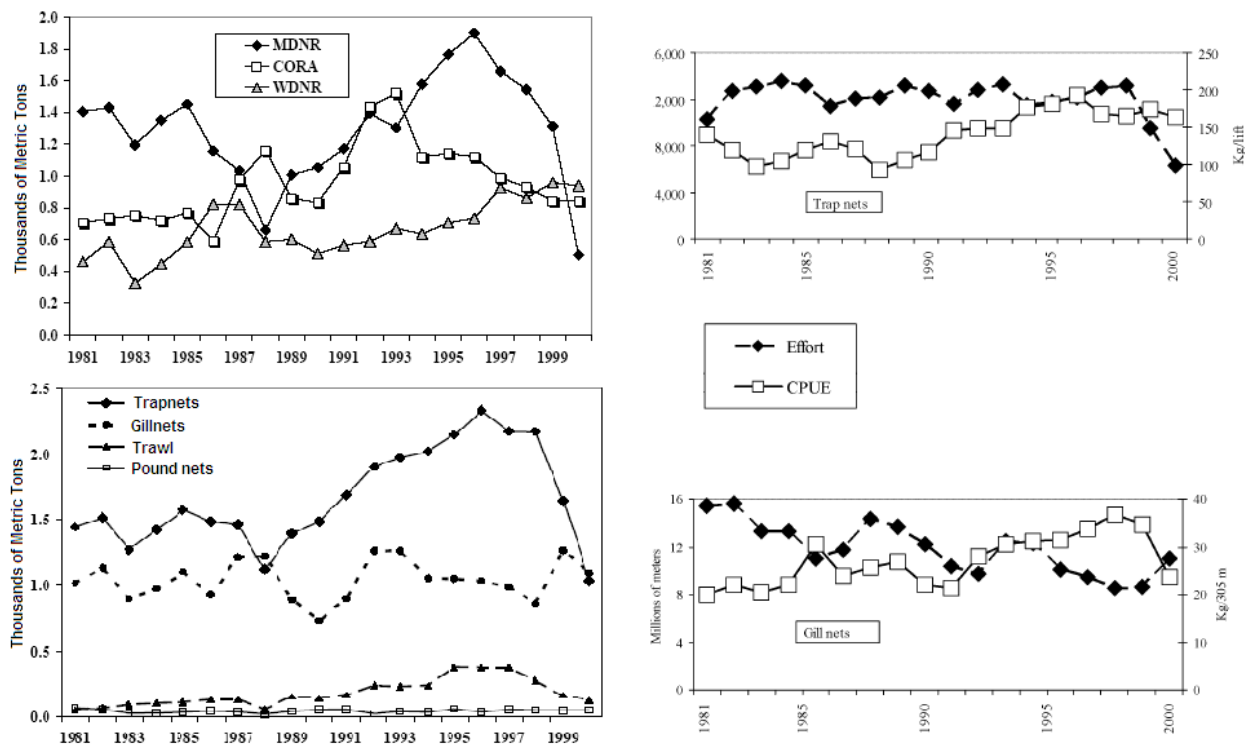 Thousands of Metric Tons
2.0
1.8
1.6
1.4
1.2
1.0
0.8
0.6
0.4
0.2
0.0
MDNR
CORA
WDNR
1981 1983 1985 1987 1989 1991 1993 1995 1997 1999
6,000
2,000
8,000
4,000
0
250
200
150
100
50
0
Kg/lift
Trap nets
1981
1985
1990
1995
2000
Effort
CPUE
Thousands of Metric Tons
2.5
2.0
1.5
1.0
0.5
0.0
Trapnets
Gillnets
Trawl
Pound nets
1981 1983 1985 1987 1989 1991 1993 1995 1997 1999
Millions of meters
16
12
8
4
0
40
30
20
10
0
Kg/305 m
Gill nets
1981
1985
1990
1995
2000